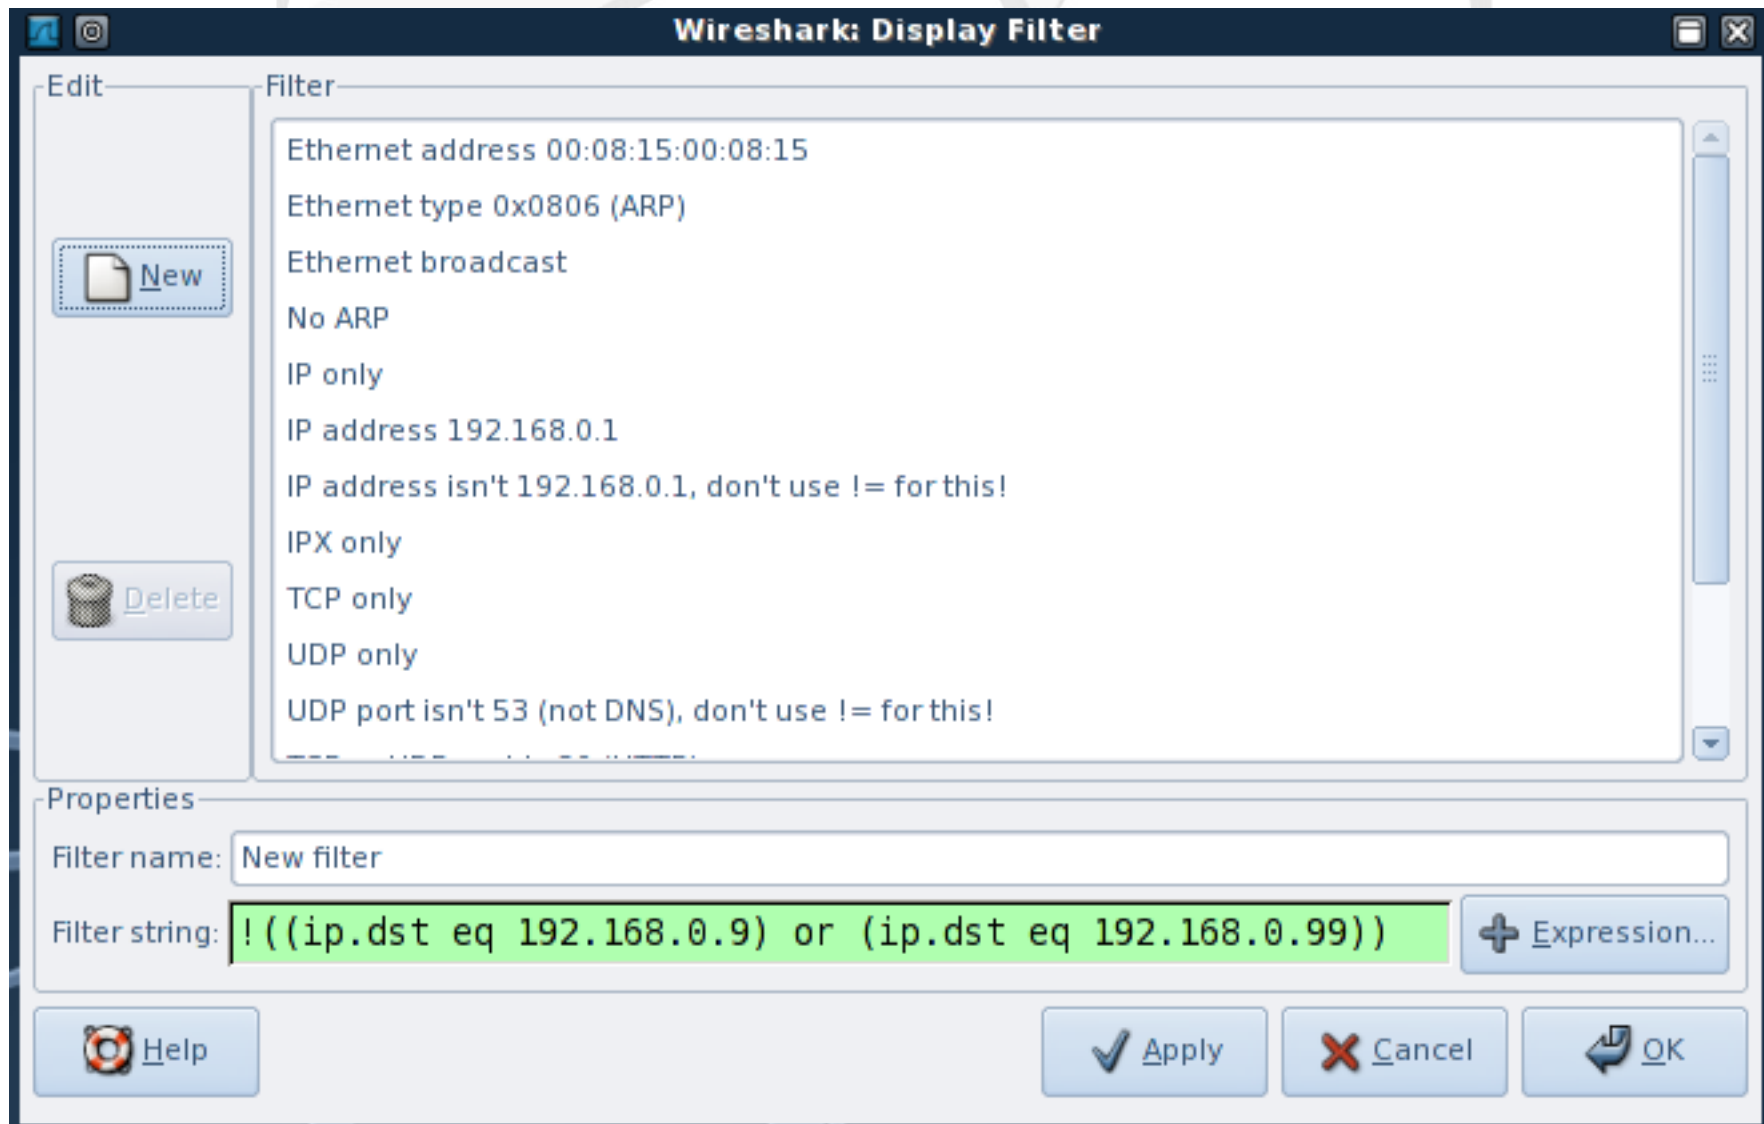 Wireshark: Display Filter
Edit
Filter
Ethernet address 00:08:15:00:08:15
Ethernet type 0x0806 (ARP)
Ethernet broadcast
No ARP
IP only
IP address 192.168.0.1
IP address isn't 192.168.0.1, don't use != for this!
IPX only
TCP only
UDP only
UDP port isn't 53 (not DNS), don't use != for this!
New
Delete
Properties
Filter name: New filter
Filter string: !((ip.dst eq 192.168.0.9) or (ip.dst eq 192.168.0.99)) Expression...
Help Apply Cancel OK